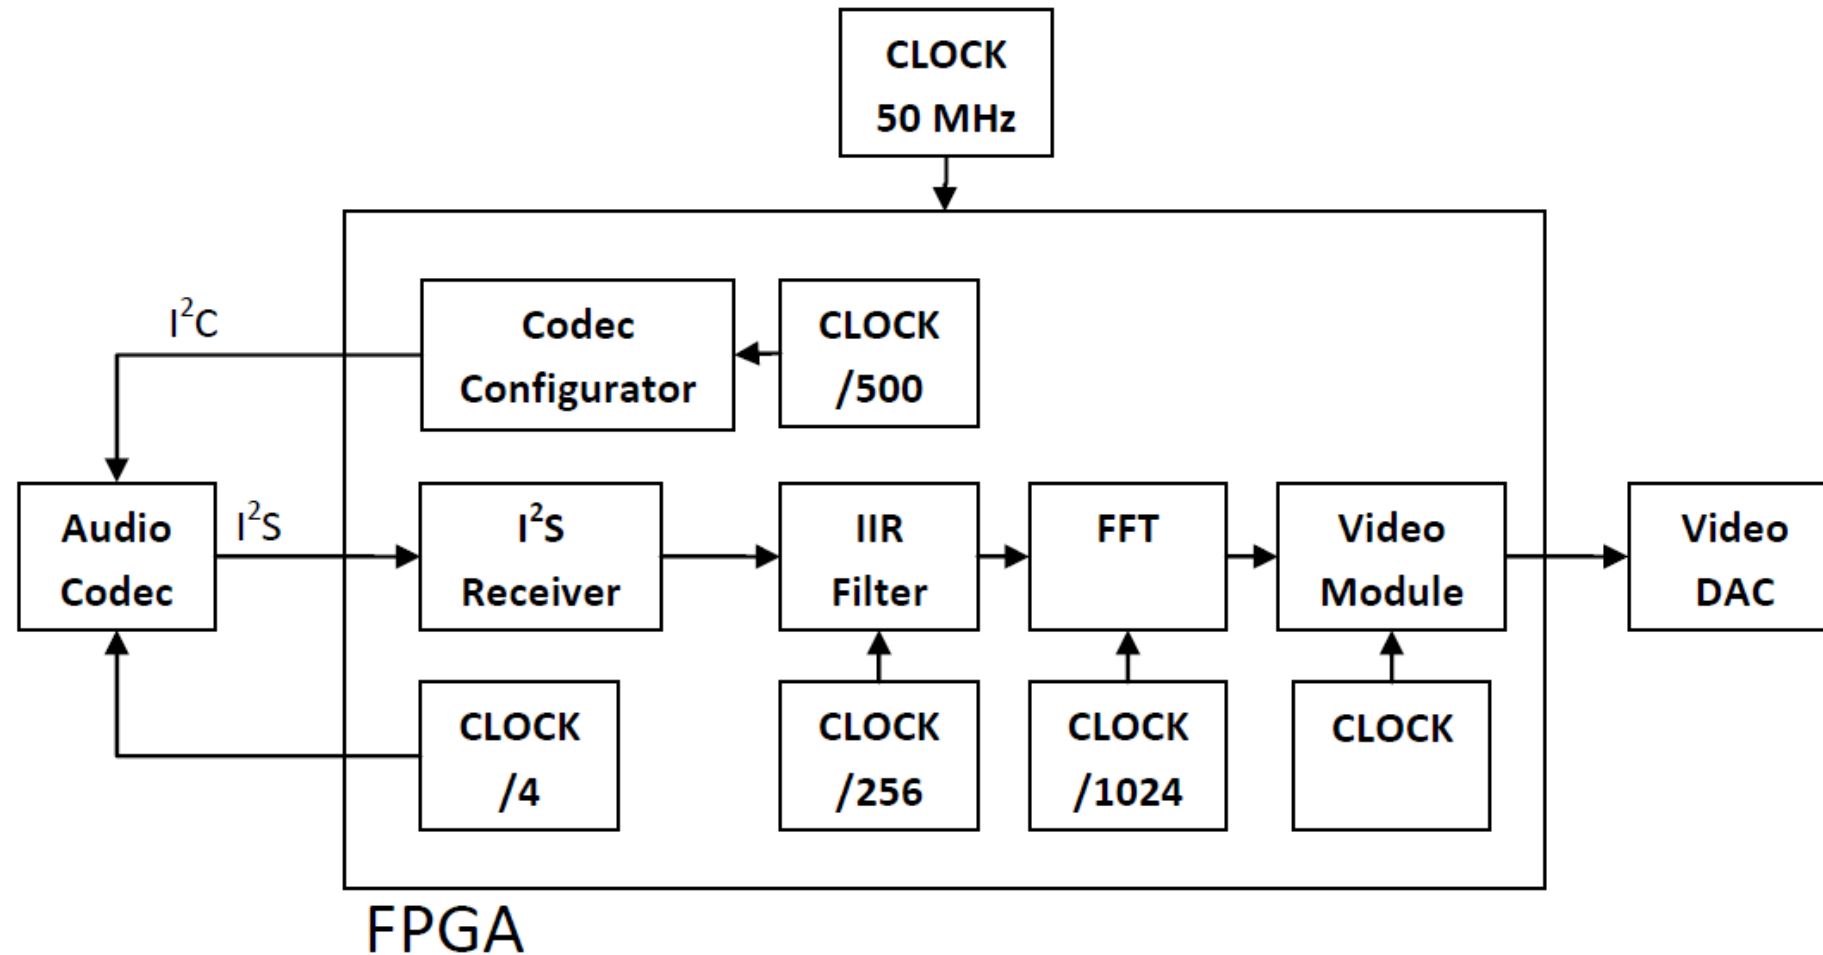 CLOCK
50 MHz
I²C
Codec
Configurator
CLOCK
/500
Audio
Codec
I²S
I²S
Receiver
IIR
Filter
FFT
Video
Module
Video
DAC
CLOCK
/4
CLOCK
/256
CLOCK
/1024
CLOCK
FPGA